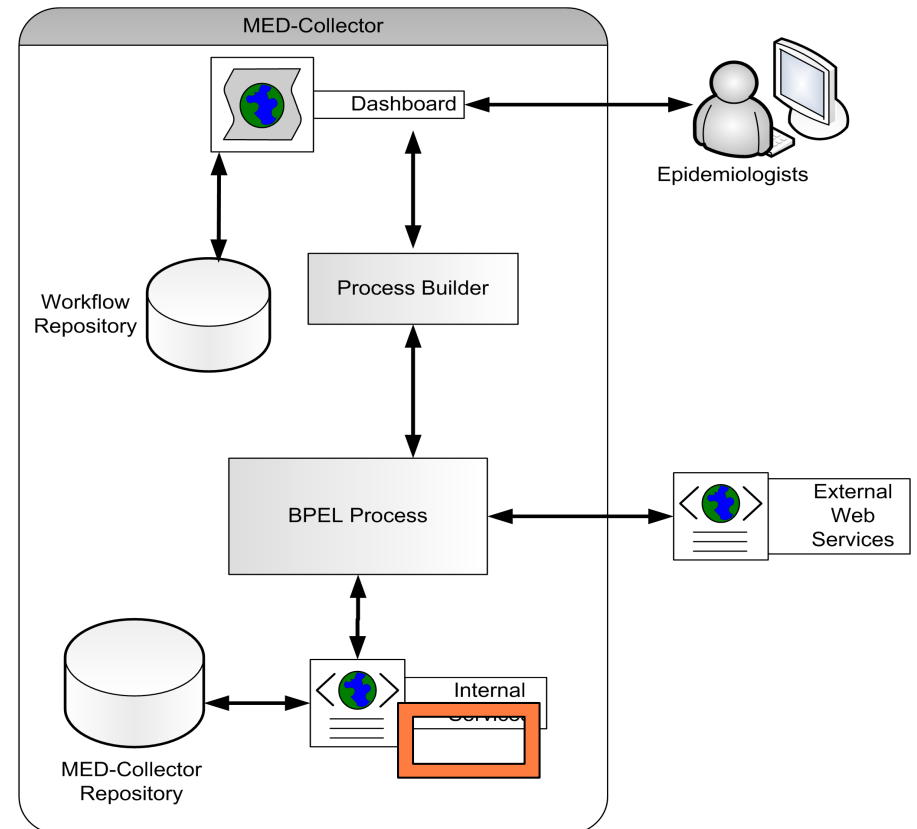 MED-Collector
Dashboard
Epidemiologists
Process Builder
Workflow
Repository
BPEL Process
External
Web
Services
Internal
MED-Collector
Repository